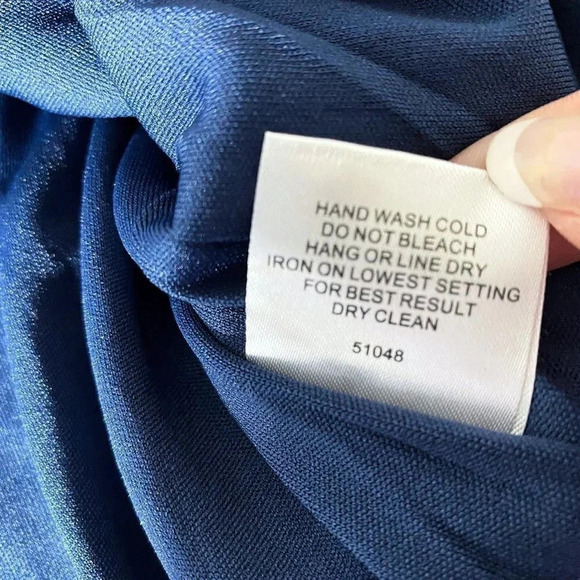 HAND WASH COLD
DO NOT BLEACH
HANG OR LINE DRY
IRON ON LOWEST SETTING
FOR BEST RESULT
DRY CLEAN
51048